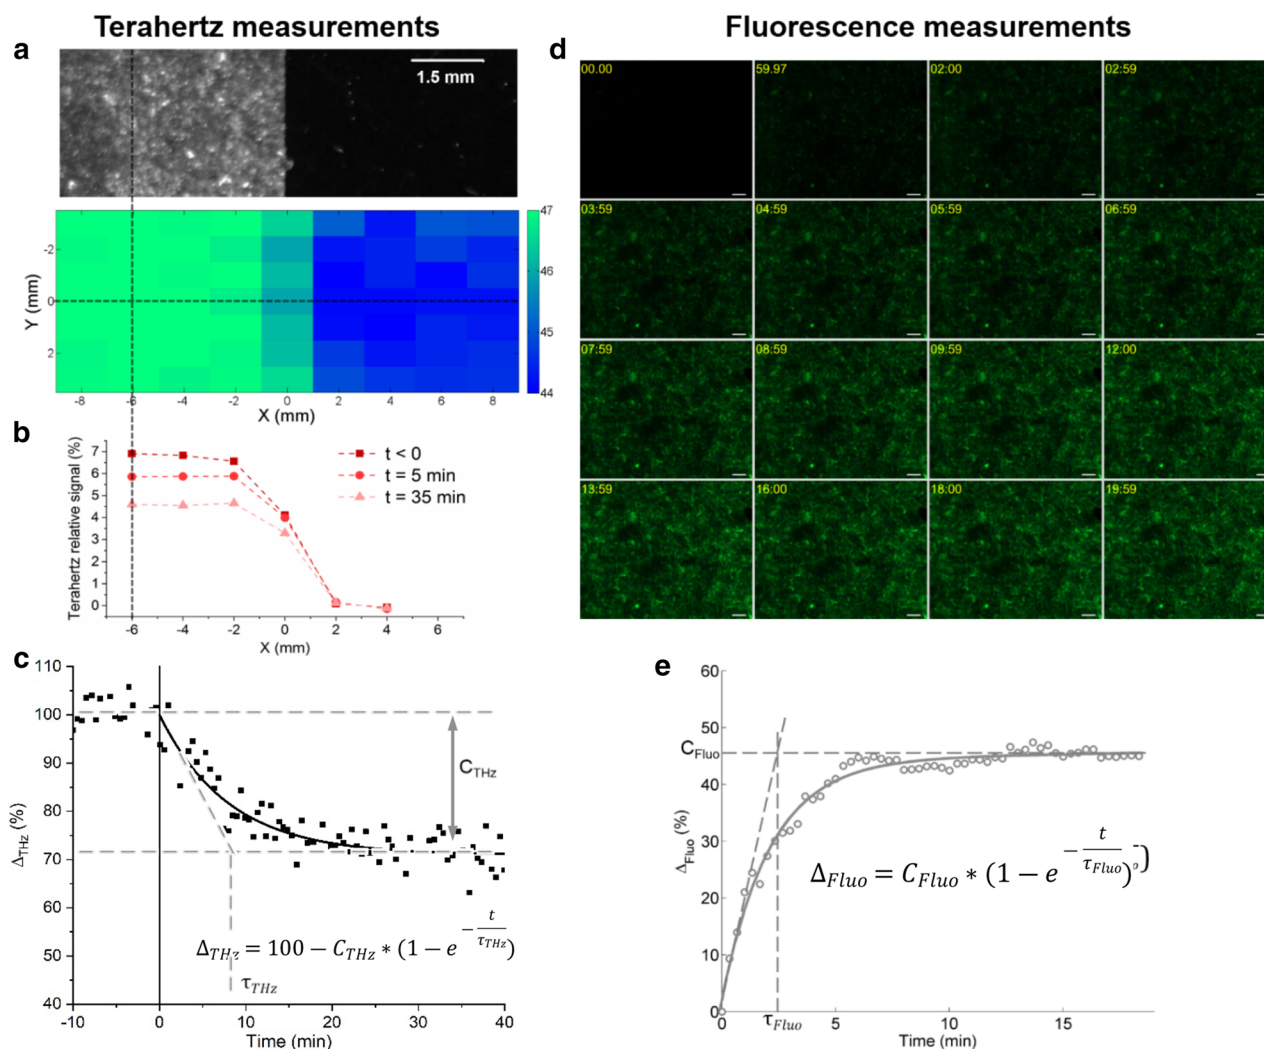 Terahertz measurements
Fluorescence measurements
a
1.5 mm
-2
0
2
Y (mm)
-8 -6 -4 -2 0 2 4 6 8
X (mm)
47
46
45
44
b
Terahertz relative signal (%)
7
6
5
4
3
2
1
0
t < 0
t = 5 min
t = 35 min
-6 -4 -2 0 2 4 6
X (mm)
c
110
100
90
80
70
60
50
40
Δ_THz (%)
C_THz
Δ_THz = 100 − C_THz ∗ (1 − e^(−t/τ_THz))
τ_THz
-10 0 10 20 30 40
Time (min)
d
00.00 59.97 02:00 02:59
03:59 04:59 05:59 06:59
07:59 08:59 09:59 12:00
13:59 16:00 18:00 19:59
e
60
50
C_Fluo
40
30
20
10
0
Δ_Fluo (%)
Δ_Fluo = C_Fluo ∗ (1 − e^(−t/τ_Fluo))
0 5 10 15
τ_Fluo
Time (min)